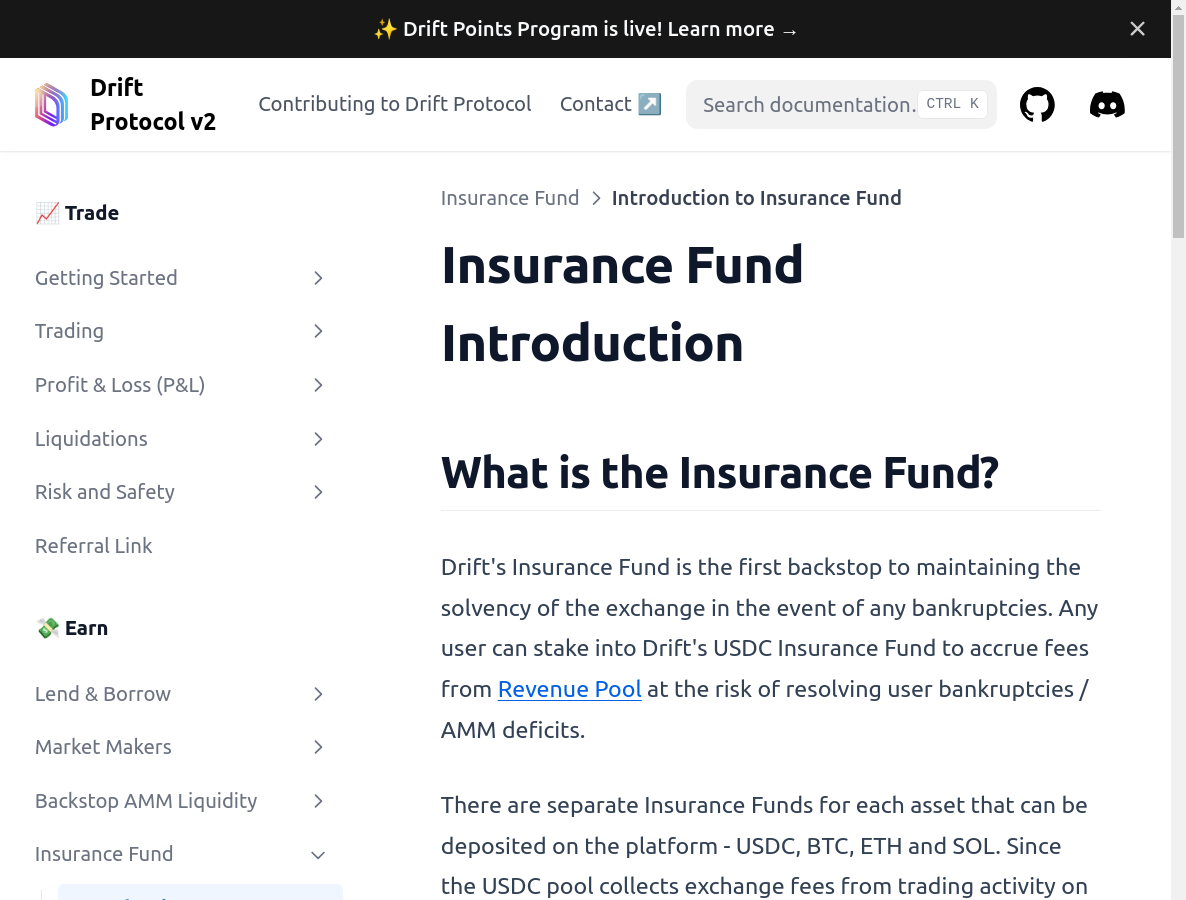 ✨ Drift Points Program is live! Learn more →
Drift
Protocol v2
Contributing to Drift Protocol
Contact ↗️
Search documentation.
CTRL K
📈 Trade
Getting Started
Trading
Profit & Loss (P&L)
Liquidations
Risk and Safety
Referral Link
💸 Earn
Lend & Borrow
Market Makers
Backstop AMM Liquidity
Insurance Fund
Insurance Fund > Introduction to Insurance Fund
Insurance Fund
Introduction
What is the Insurance Fund?
Drift's Insurance Fund is the first backstop to maintaining the
solvency of the exchange in the event of any bankruptcies. Any
user can stake into Drift's USDC Insurance Fund to accrue fees
from Revenue Pool at the risk of resolving user bankruptcies /
AMM deficits.
There are separate Insurance Funds for each asset that can be
deposited on the platform - USDC, BTC, ETH and SOL. Since
the USDC pool collects exchange fees from trading activity on